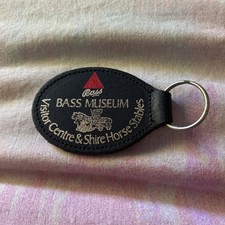 Bass
BASS MUSEUM
Visitor Centre & Shire Horse Stables